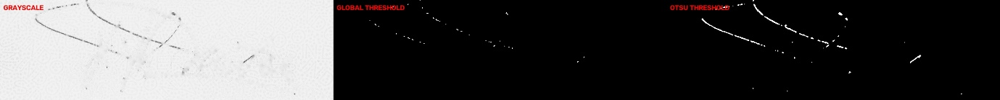 GRAYSCALE
GLOBAL THRESHOLD
OTSU THRESHOLD